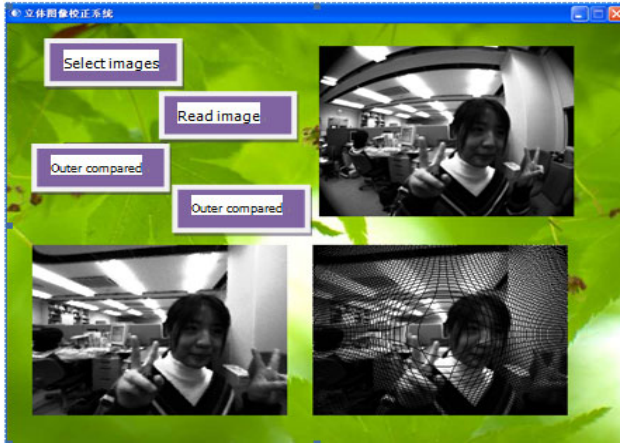 立体图像校正系统
Select images
Read image
Outer compared
Outer compared